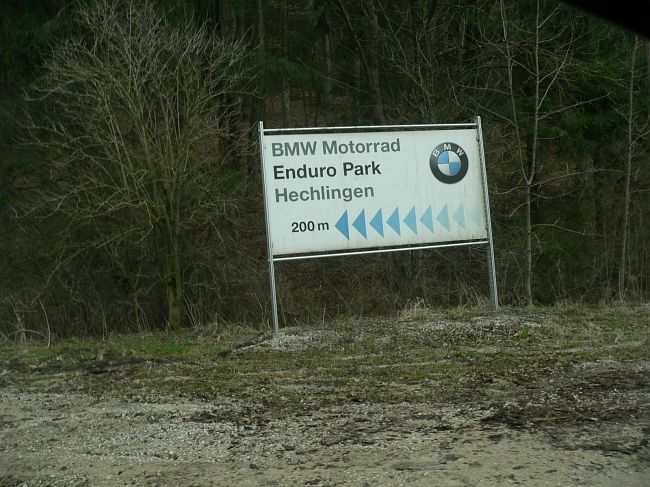 BMW Motorrad
Enduro Park
Hechlingen
200 m
BMW